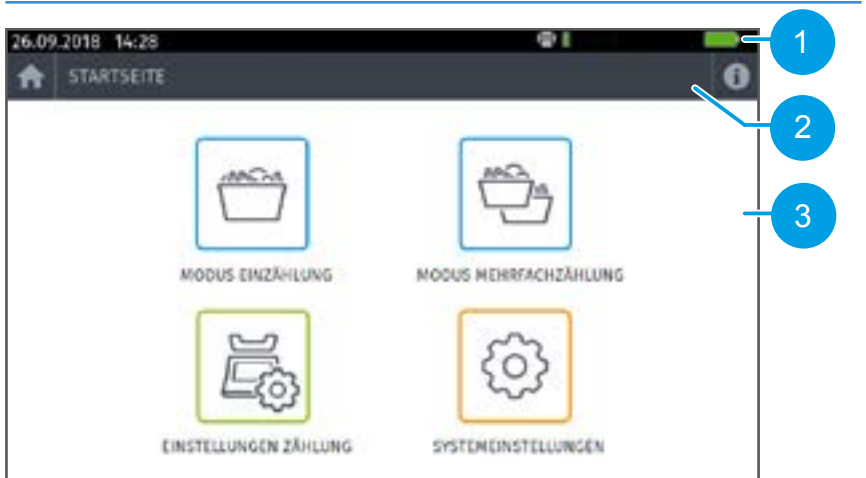 26.09.2018 14:28
1
STARTSEITE
2
3
MODUS EINZÄHLUNG
MODUS MEHRFACHZÄHLUNG
EINSTELLUNGEN ZÄHLUNG
SYSTEMEINSTELLUNGEN